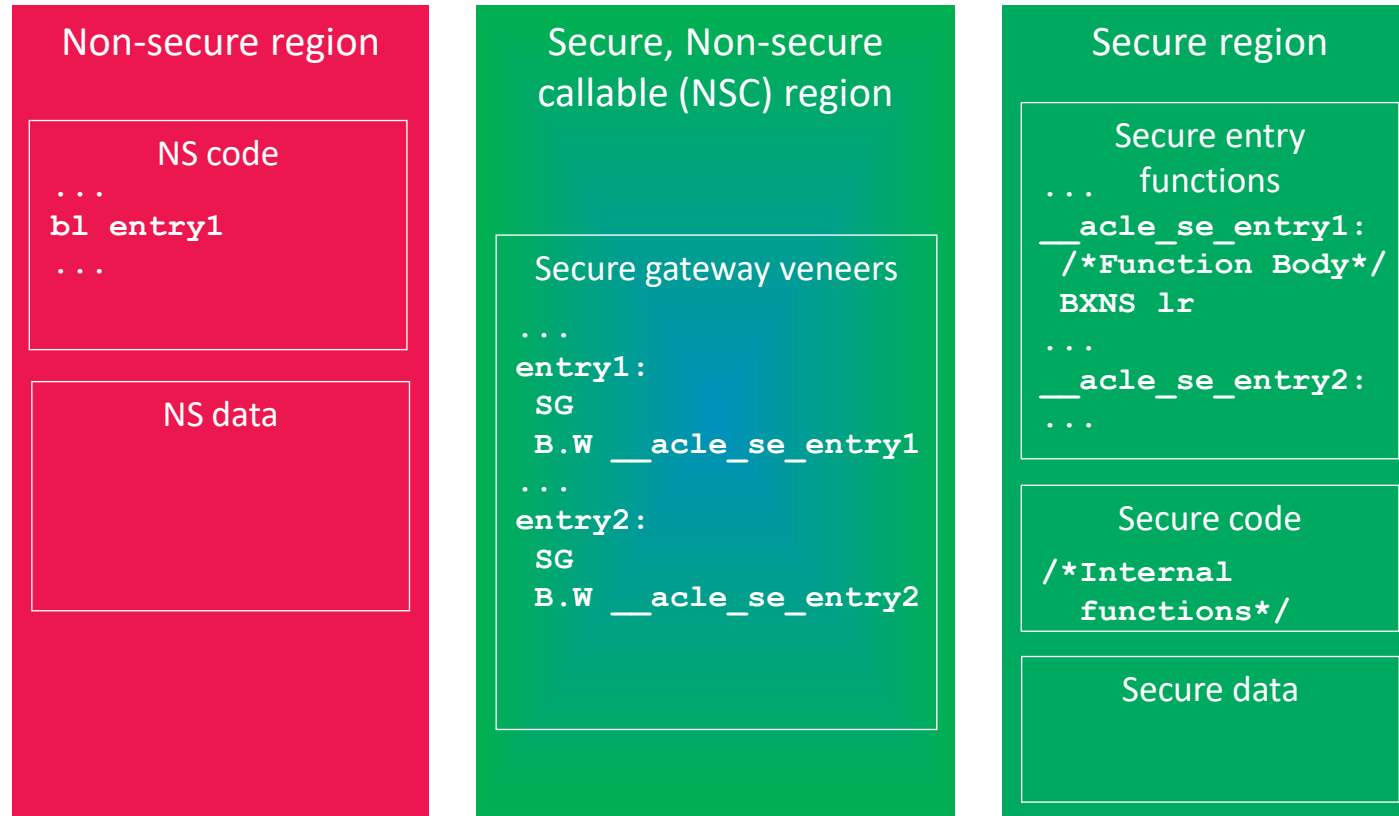 Non-secure region
NS code
...
bl entry1
...
NS data
Secure, Non-secure
callable (NSC) region
Secure gateway veneers
...
entry1:
SG
B.W __acle_se_entry1
...
entry2:
SG
B.W __acle_se_entry2
Secure region
Secure entry
... functions
__acle_se_entry1:
/*Function Body*/
BXNS lr
...
__acle_se_entry2:
...
Secure code
/*Internal
functions*/
Secure data